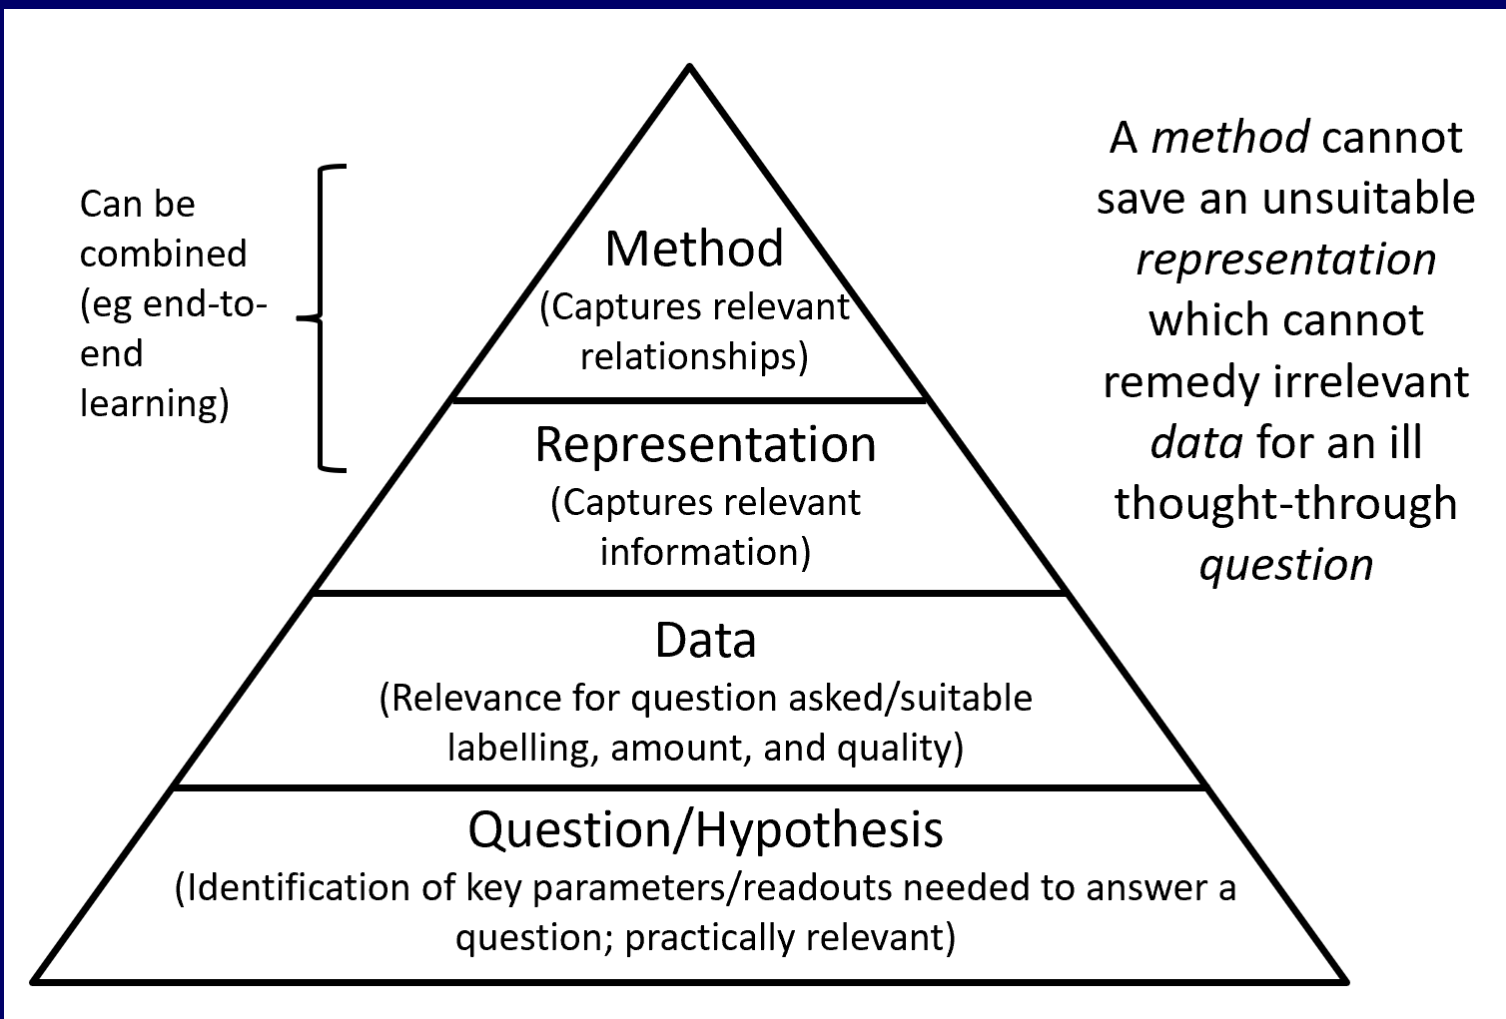 Can be
combined
(eg end-to-
end
learning)
Method
(Captures relevant
relationships)
Representation
(Captures relevant
information)
Data
(Relevance for question asked/suitable
labelling, amount, and quality)
Question/Hypothesis
(Identification of key parameters/readouts needed to answer a
question; practically relevant)
A method cannot
save an unsuitable
representation
which cannot
remedy irrelevant
data for an ill
thought-through
question